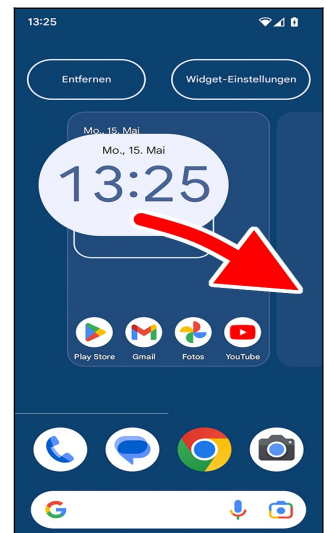 13:25
Entfernen
Widget-Einstellungen
Mo., 15. Mai
Mo., 15. Mai
13:25
Play Store
Gmail
Fotos
YouTube